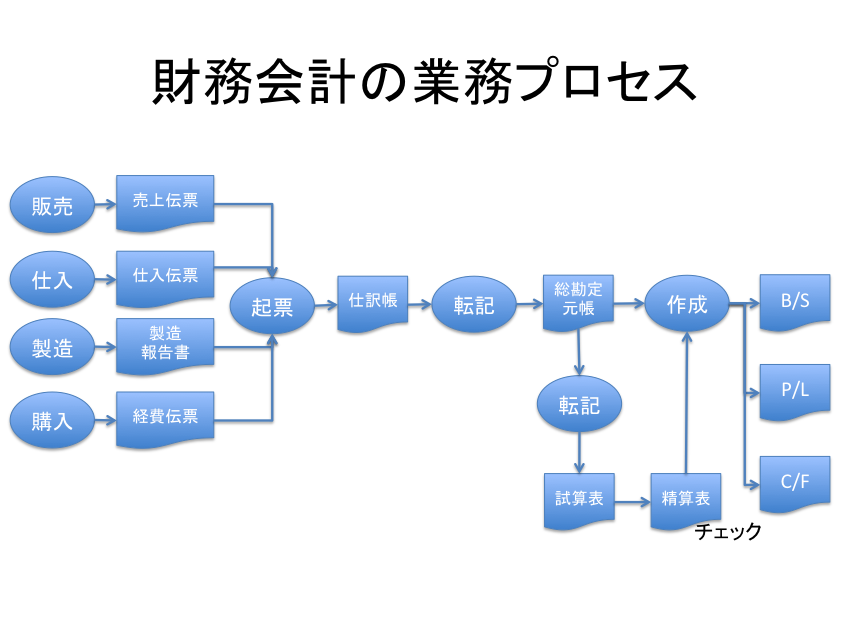 財務会計の業務プロセス
販売
売上伝票
仕入
仕入伝票
製造
製造
報告書
購入
経費伝票
起票
仕訳帳
転記
総勘定
元帳
作成
B/S
P/L
C/F
転記
試算表
精算表
チェック